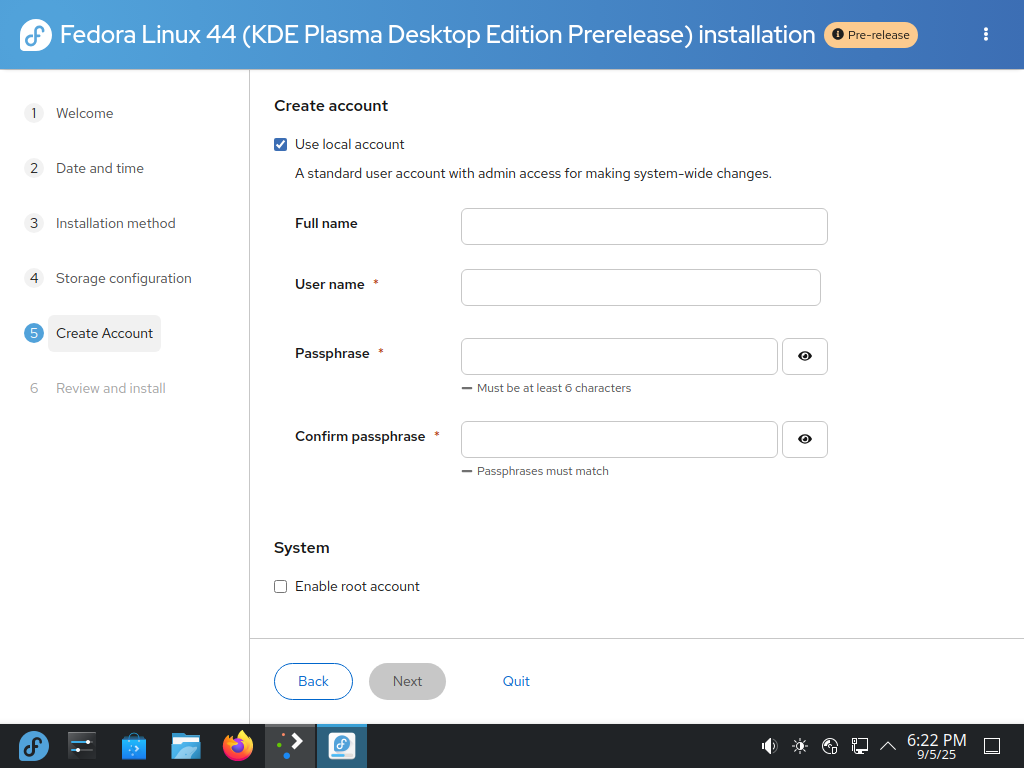 Fedora Linux 44 (KDE Plasma Desktop Edition Prerelease) installation
Pre-release
1 Welcome
2 Date and time
3 Installation method
4 Storage configuration
5 Create Account
6 Review and install
Create account
Use local account
A standard user account with admin access for making system-wide changes.
Full name
User name *
Passphrase *
Must be at least 6 characters
Confirm passphrase *
Passphrases must match
System
Enable root account
Back
Next
Quit
6:22 PM
9/5/25